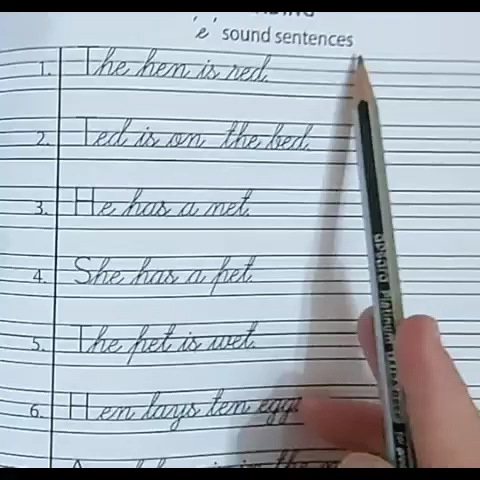 'e' sound sentences
1. The hen is red.
2. Ted is on the bed.
3. He has a net.
4. She has a pet.
5. The pet is wet.
6. Hen lays ten eggs